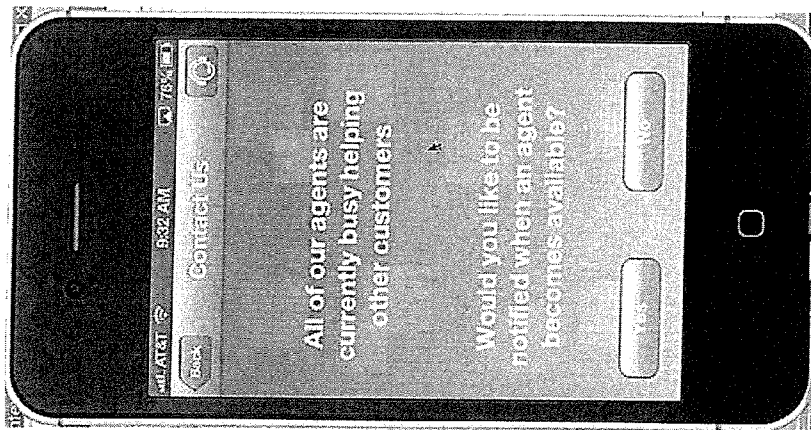 AT&T 9:32 AM 76%
Back Contact Us
All of our agents are
currently busy helping
other customers
Would you like to be
notified when an agent
becomes available?
Yes No